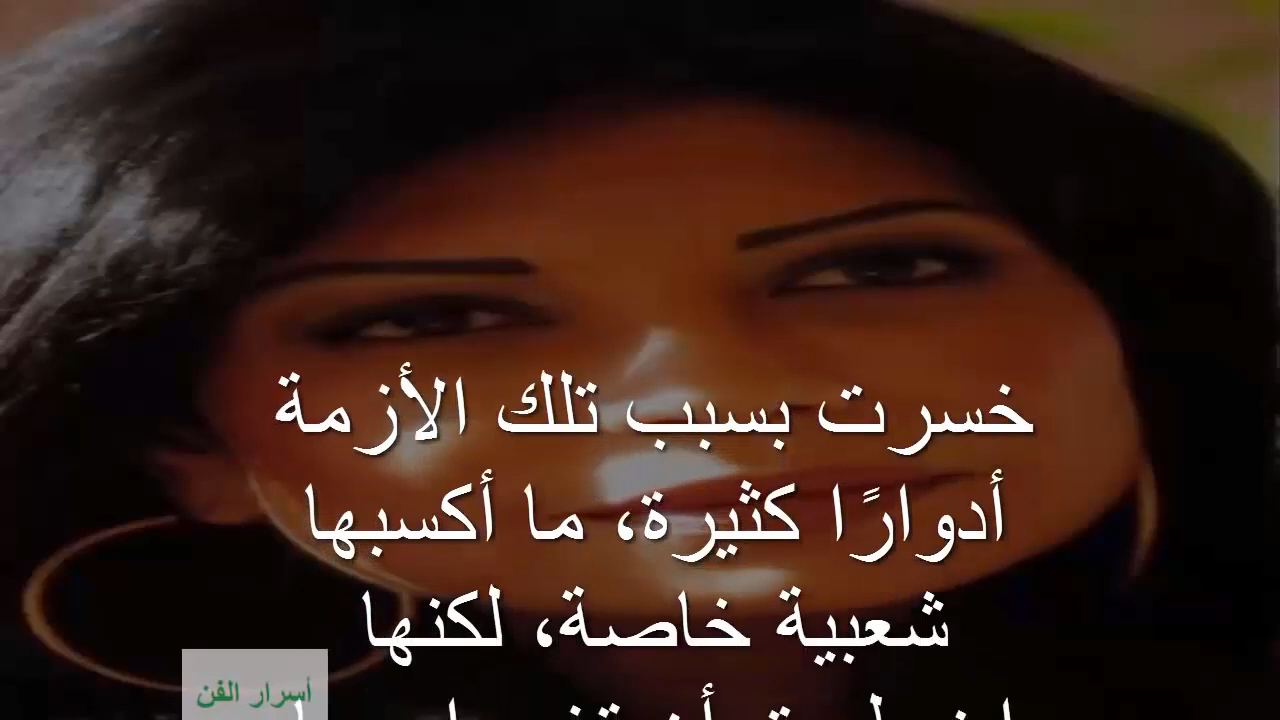 خسرت بسبب تلك الأزمة
أدوارًا كثيرة، ما أكسبها
شعبية خاصة، لكنها
أسرار الفن